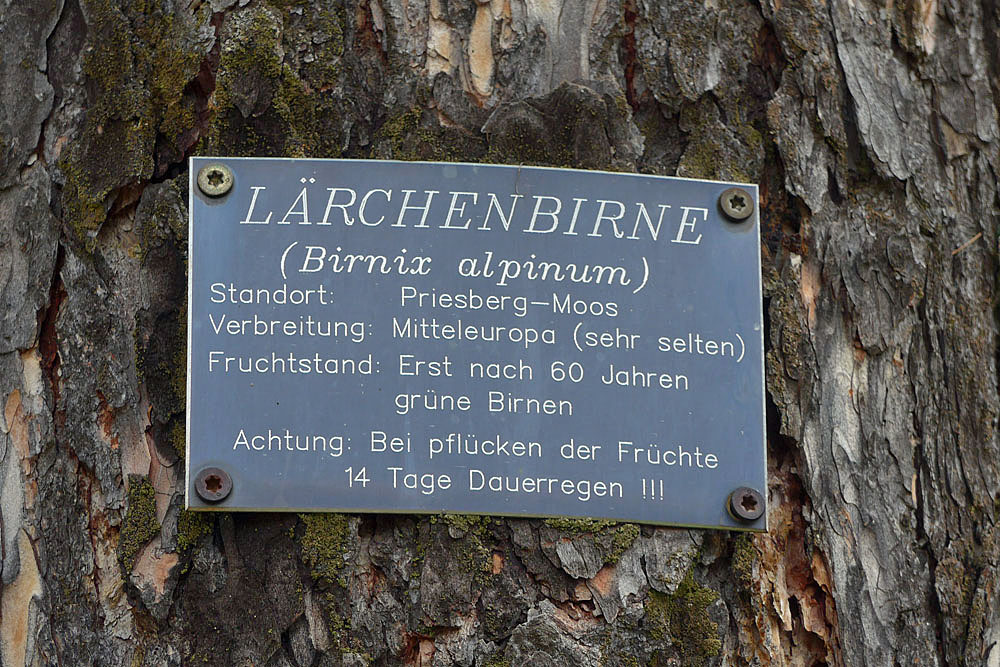 LÄRCHENBIRNE
(Birnix alpinum)
Standort: Priesberg-Moos
Verbreitung: Mitteleuropa (sehr selten)
Fruchtstand: Erst nach 60 Jahren
grüne Birnen
Achtung: Bei pflücken der Früchte
14 Tage Dauerregen !!!